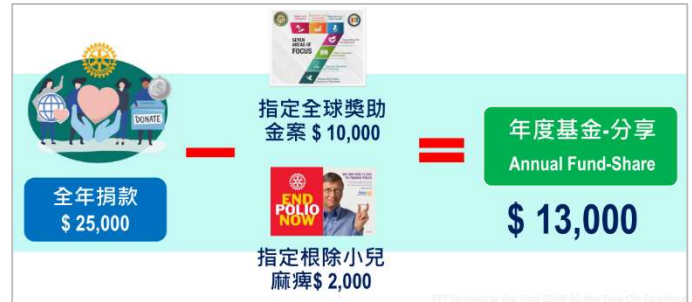 SEVEN
AREAS OF
FOCUS
DONATE
全年捐款
$ 25,000
指定全球獎助
金案 $ 10,000
END
POLIO
NOW
指定根除小兒
麻痺$ 2,000
年度基金-分享
Annual Fund-Share
$ 13,000